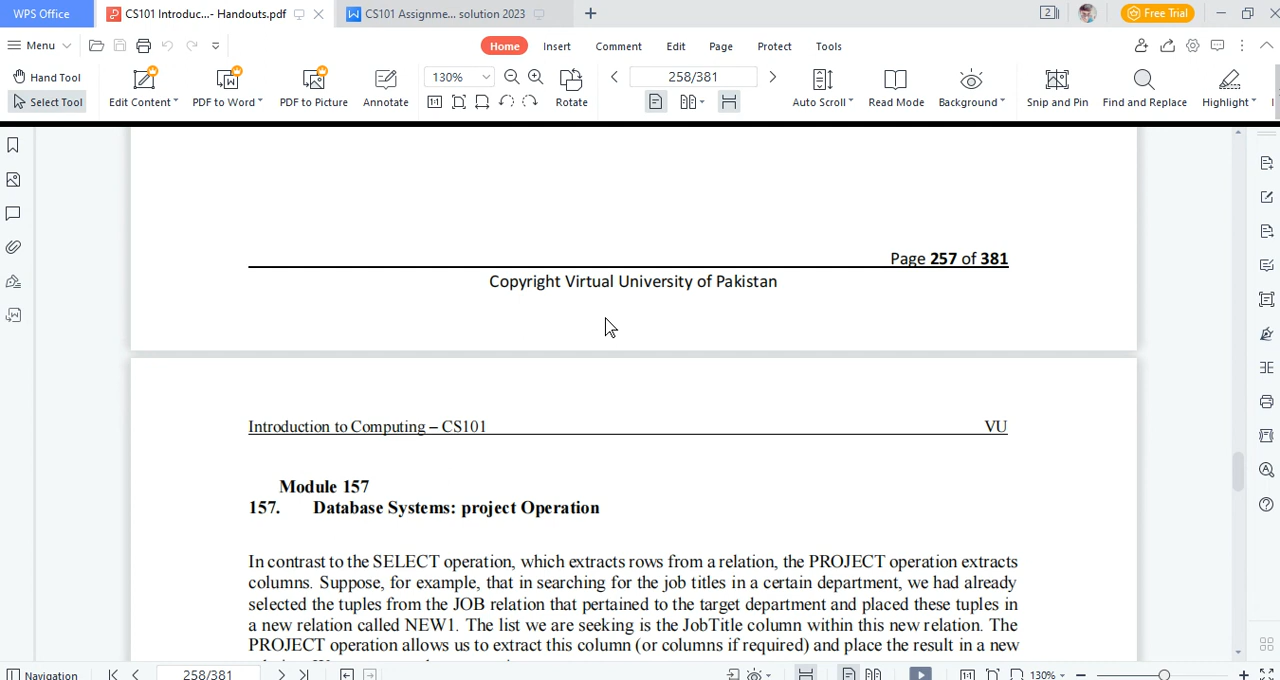 WPS Office
CS101 Introduc...- Handouts.pdf
CS101 Assignme... solution 2023
2
Free Trial
Menu
Home
Insert
Comment
Edit
Page
Protect
Tools
Hand Tool
Select Tool
Edit Content
PDF to Word
PDF to Picture
Annotate
130%
Rotate
258/381
Auto Scroll
Read Mode
Background
Snip and Pin
Find and Replace
Highlight
Page 257 of 381
Copyright Virtual University of Pakistan
Introduction to Computing – CS101 VU
Module 157
157. Database Systems: project Operation
In contrast to the SELECT operation, which extracts rows from a relation, the PROJECT operation extracts
columns. Suppose, for example, that in searching for the job titles in a certain department, we had already
selected the tuples from the JOB relation that pertained to the target department and placed these tuples in
a new relation called NEW1. The list we are seeking is the JobTitle column within this new relation. The
PROJECT operation allows us to extract this column (or columns if required) and place the result in a new
Navigation
258/381
130%